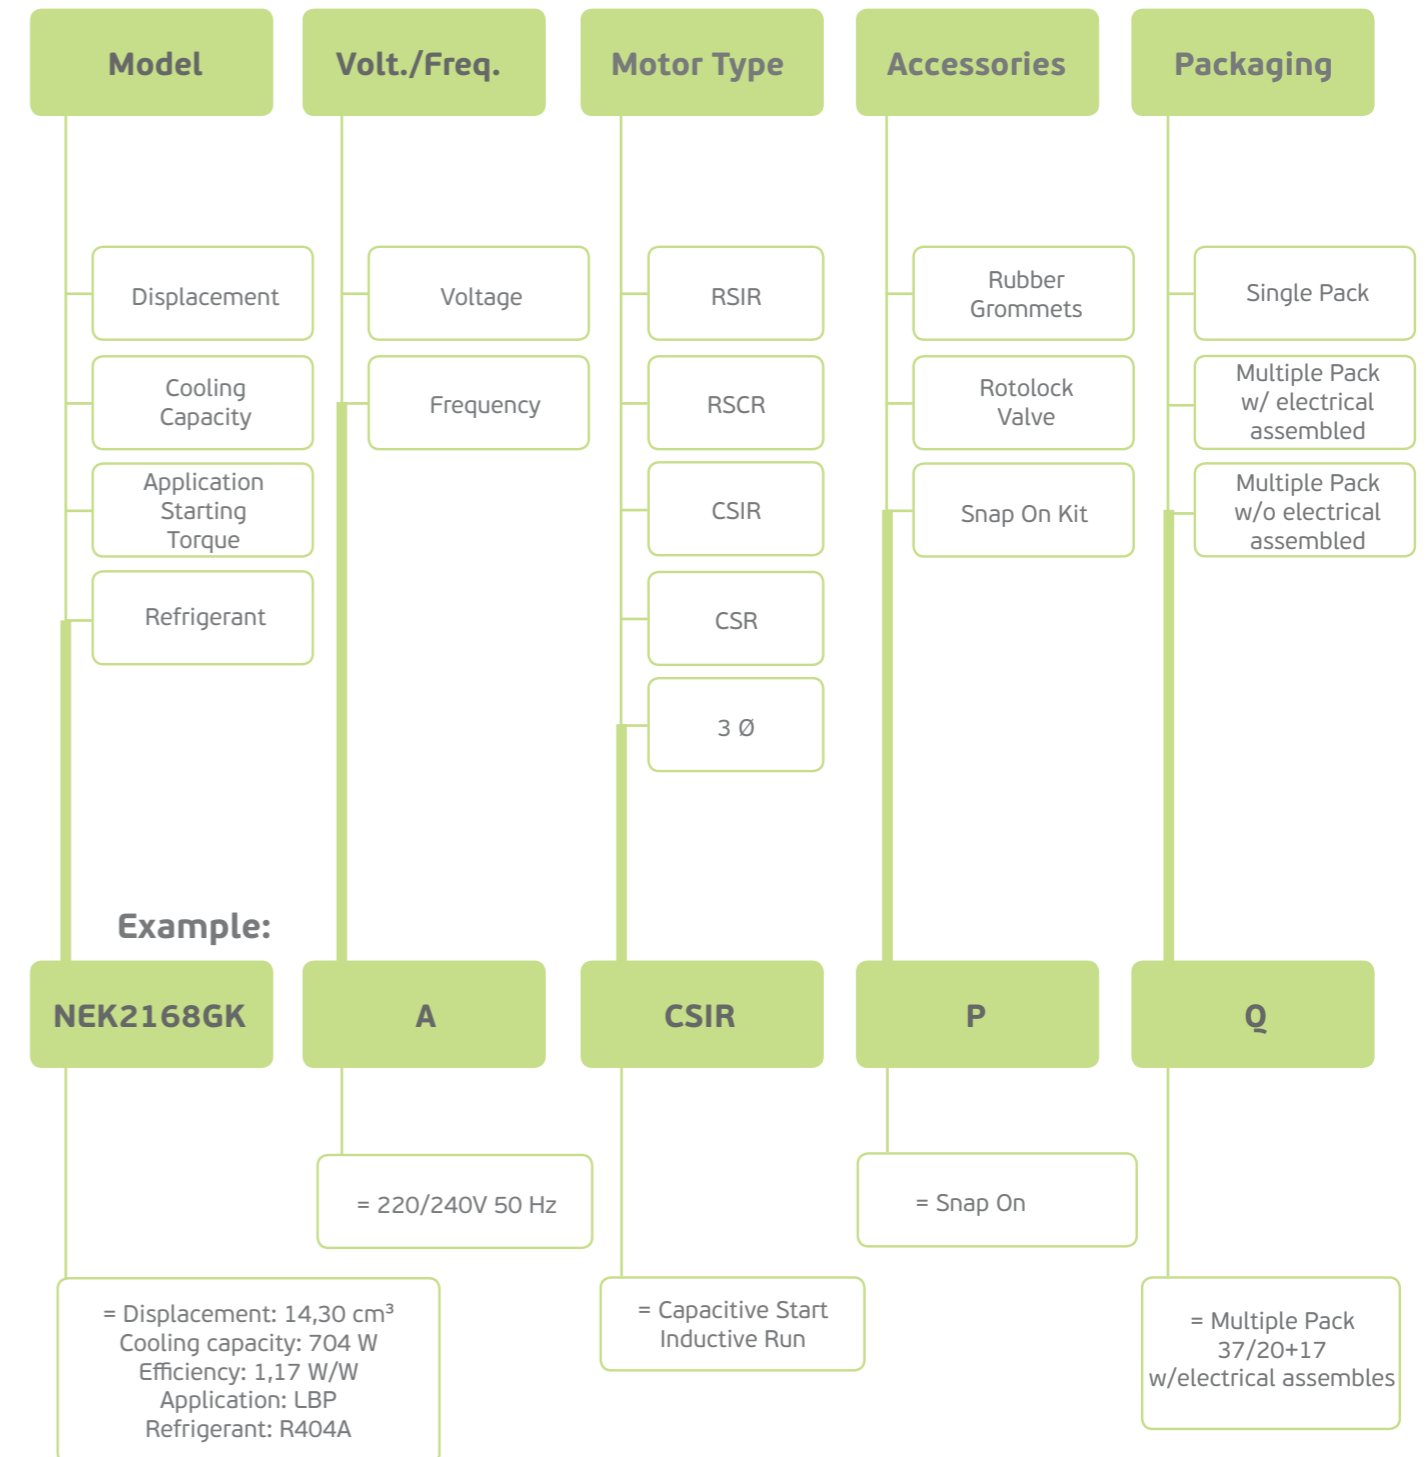 Model
Volt./Freq.
Motor Type
Accessories
Packaging
Displacement
Cooling
Capacity
Application
Starting
Torque
Refrigerant
Voltage
Frequency
RSIR
RSCR
CSIR
CSR
3 Ø
Rubber
Grommets
Rotolock
Valve
Snap On Kit
Single Pack
Multiple Pack
w/ electrical
assembled
Multiple Pack
w/o electrical
assembled
Example:
NEK2168GK
A
CSIR
P
Q
= Displacement: 14,30 cm³
Cooling capacity: 704 W
Efficiency: 1,17 W/W
Application: LBP
Refrigerant: R404A
= 220/240V 50 Hz
= Capacitive Start
Inductive Run
= Snap On
= Multiple Pack
37/20+17
w/electrical assembles